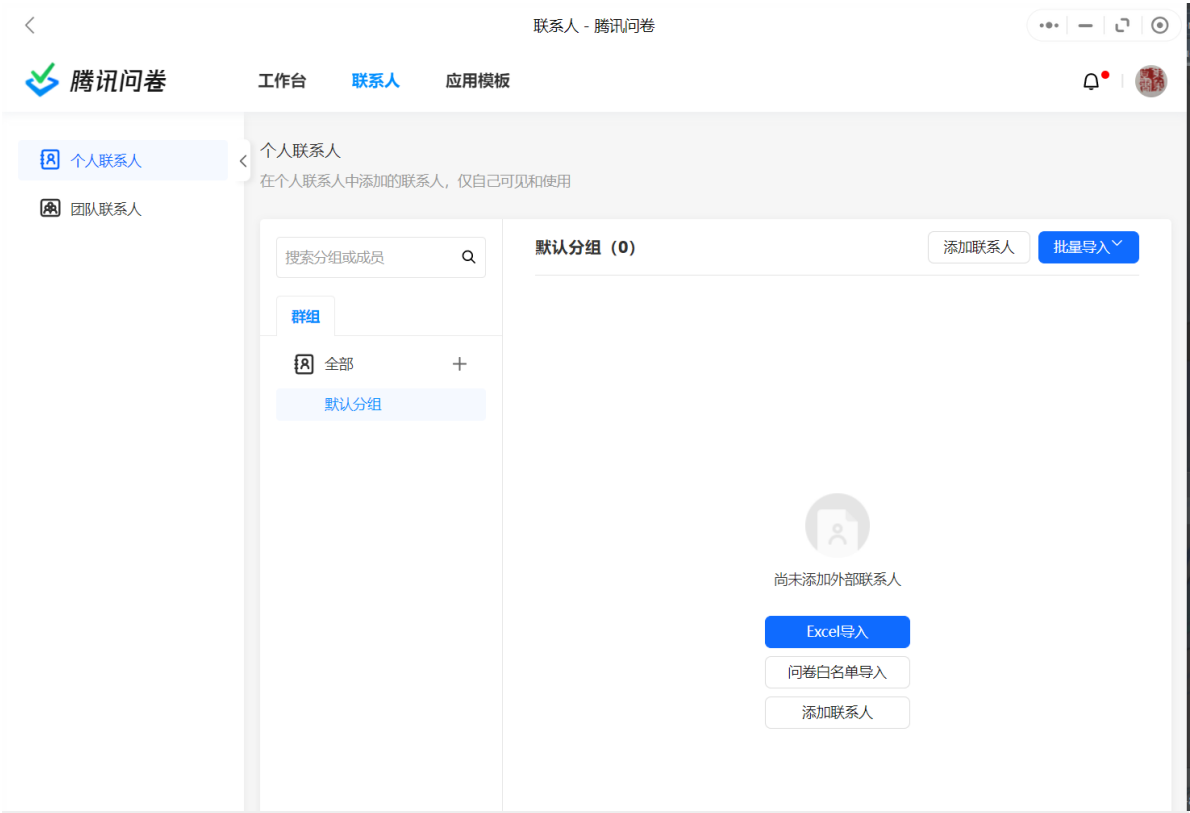 联系人 - 腾讯问卷
腾讯问卷
工作台
联系人
应用模板
个人联系人
团队联系人
个人联系人
在个人联系人中添加的联系人，仅自己可见和使用
搜索分组或成员
群组
全部
默认分组
默认分组（0）
添加联系人
批量导入
尚未添加外部联系人
Excel导入
问卷白名单导入
添加联系人